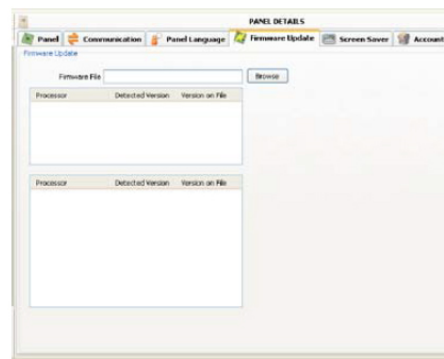 PANEL DETAILS
Panel Communication Panel Language Firmware Update Screen Saver Account
Firmware Update
Firmware File Browse
Processor Detected Version Version on File
Processor Detected Version Version on File